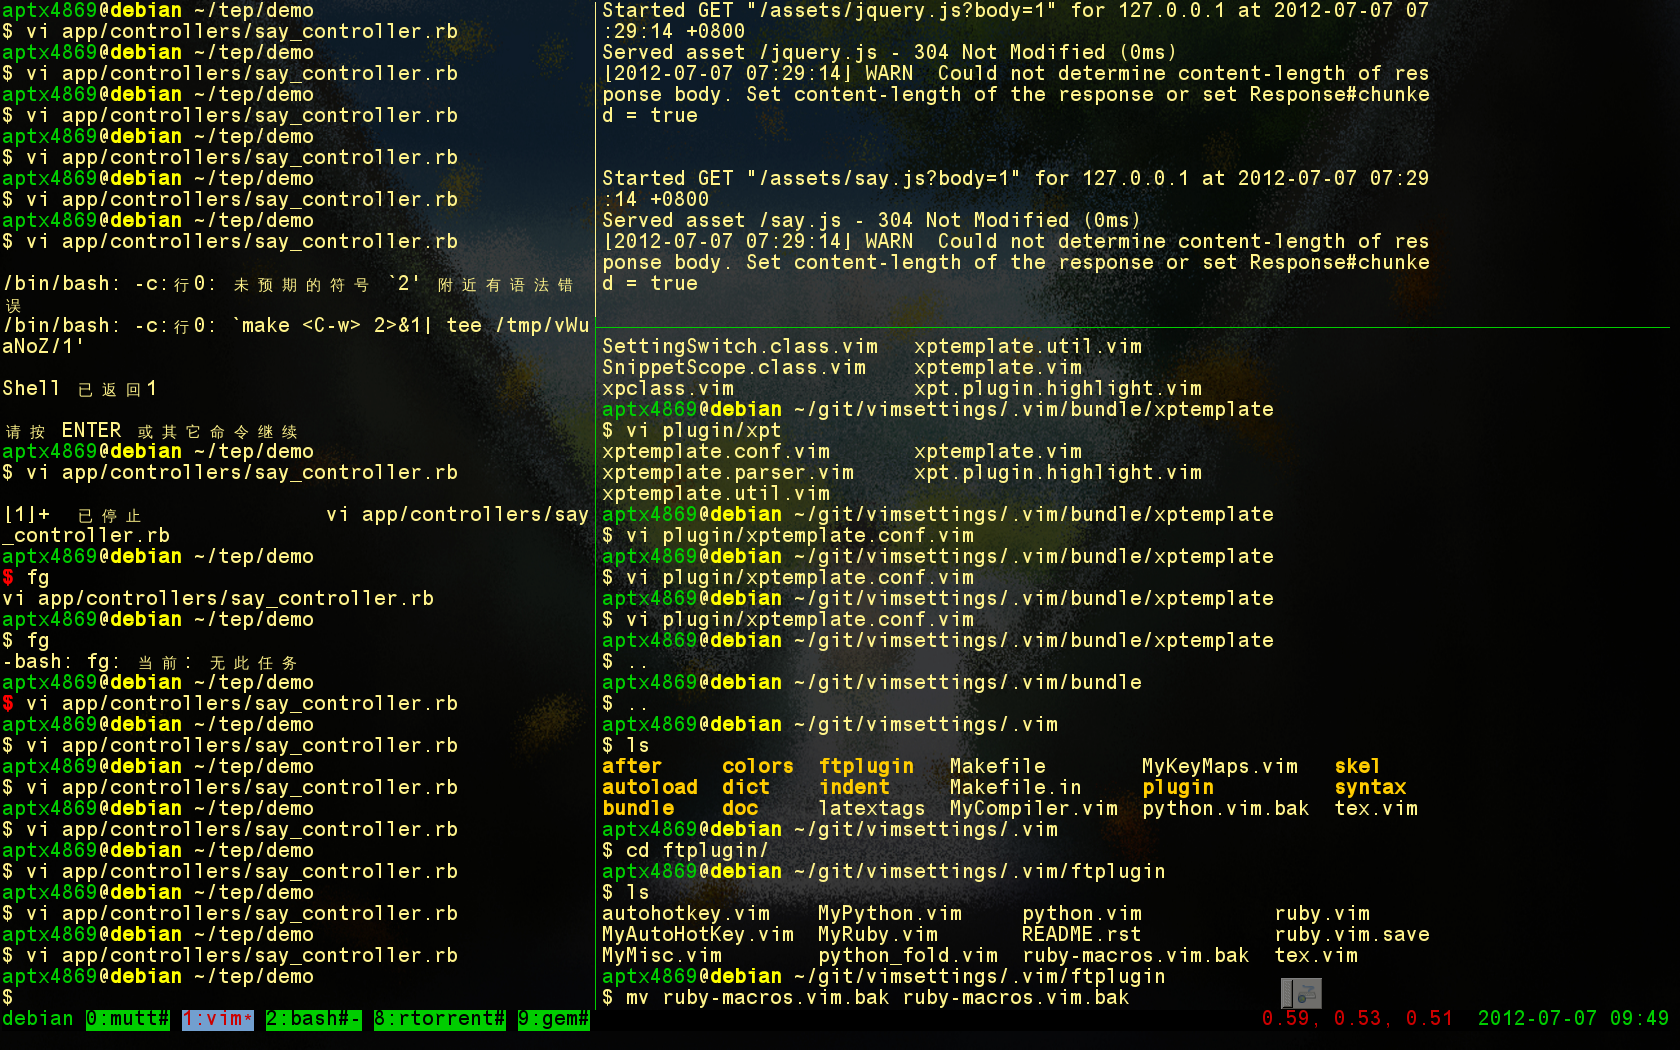 aptx4869@debian ~/tep/demo
$ vi app/controllers/say_controller.rb
aptx4869@debian ~/tep/demo
$ vi app/controllers/say_controller.rb
aptx4869@debian ~/tep/demo
$ vi app/controllers/say_controller.rb
aptx4869@debian ~/tep/demo
$ vi app/controllers/say_controller.rb
aptx4869@debian ~/tep/demo
$ vi app/controllers/say_controller.rb
aptx4869@debian ~/tep/demo
$ vi app/controllers/say_controller.rb
/bin/bash: -c:行0: 未预期的符号 `2' 附近有语法错
误
/bin/bash: -c:行0: `make <C-w> 2>&1| tee /tmp/vWu
aNoZ/1'
Shell 已返回1
请按 ENTER 或其它命令继续
aptx4869@debian ~/tep/demo
$ vi app/controllers/say_controller.rb
[1]+  已停止               vi app/controllers/say
_controller.rb
aptx4869@debian ~/tep/demo
$ fg
vi app/controllers/say_controller.rb
aptx4869@debian ~/tep/demo
$ fg
-bash: fg: 当前: 无此任务
aptx4869@debian ~/tep/demo
$ vi app/controllers/say_controller.rb
aptx4869@debian ~/tep/demo
$ vi app/controllers/say_controller.rb
aptx4869@debian ~/tep/demo
$ vi app/controllers/say_controller.rb
aptx4869@debian ~/tep/demo
$ vi app/controllers/say_controller.rb
aptx4869@debian ~/tep/demo
$ vi app/controllers/say_controller.rb
aptx4869@debian ~/tep/demo
$ vi app/controllers/say_controller.rb
aptx4869@debian ~/tep/demo
$ vi app/controllers/say_controller.rb
aptx4869@debian ~/tep/demo
$
Started GET "/assets/jquery.js?body=1" for 127.0.0.1 at 2012-07-07 07
:29:14 +0800
Served asset /jquery.js - 304 Not Modified (0ms)
[2012-07-07 07:29:14] WARN  Could not determine content-length of res
ponse body. Set content-length of the response or set Response#chunke
d = true
Started GET "/assets/say.js?body=1" for 127.0.0.1 at 2012-07-07 07:29
:14 +0800
Served asset /say.js - 304 Not Modified (0ms)
[2012-07-07 07:29:14] WARN  Could not determine content-length of res
ponse body. Set content-length of the response or set Response#chunke
d = true
SettingSwitch.class.vim   xptemplate.util.vim
SnippetScope.class.vim    xptemplate.vim
xpclass.vim               xpt.plugin.highlight.vim
aptx4869@debian ~/git/vimsettings/.vim/bundle/xptemplate
$ vi plugin/xpt
xptemplate.conf.vim       xptemplate.vim
xptemplate.parser.vim     xpt.plugin.highlight.vim
xptemplate.util.vim
aptx4869@debian ~/git/vimsettings/.vim/bundle/xptemplate
$ vi plugin/xptemplate.conf.vim
aptx4869@debian ~/git/vimsettings/.vim/bundle/xptemplate
$ vi plugin/xptemplate.conf.vim
aptx4869@debian ~/git/vimsettings/.vim/bundle/xptemplate
$ vi plugin/xptemplate.conf.vim
aptx4869@debian ~/git/vimsettings/.vim/bundle/xptemplate
$ ..
aptx4869@debian ~/git/vimsettings/.vim/bundle
$ ..
aptx4869@debian ~/git/vimsettings/.vim
$ ls
after     colors  ftplugin   Makefile        MyKeyMaps.vim   skel
autoload  dict    indent     Makefile.in     plugin          syntax
bundle    doc     latextags  MyCompiler.vim  python.vim.bak  tex.vim
aptx4869@debian ~/git/vimsettings/.vim
$ cd ftplugin/
aptx4869@debian ~/git/vimsettings/.vim/ftplugin
$ ls
autohotkey.vim    MyPython.vim     python.vim           ruby.vim
MyAutoHotKey.vim  MyRuby.vim       README.rst           ruby.vim.save
MyMisc.vim        python_fold.vim  ruby-macros.vim.bak  tex.vim
aptx4869@debian ~/git/vimsettings/.vim/ftplugin
$ mv ruby-macros.vim.bak ruby-macros.vim.bak
debian 0:mutt# 1:vim* 2:bash#- 8:rtorrent# 9:gem# 0.59, 0.53, 0.51  2012-07-07 09:49